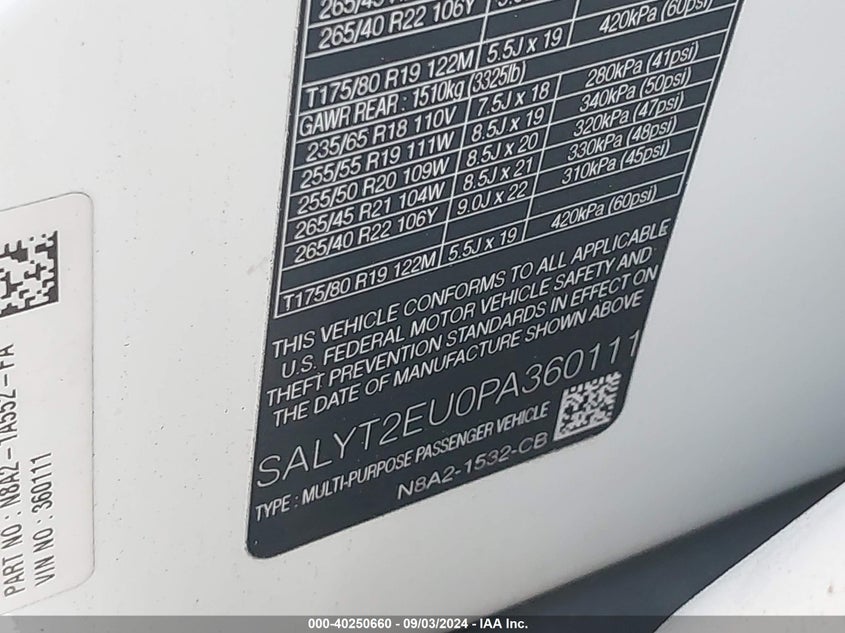 265/40 R22 106Y
T175/80 R19 122M 5.5J x 19 420kPa (60psi)
GAWR REAR : 1510kg (3325lb)
235/65 R18 110V 7.5J x 18 280kPa (41psi)
255/55 R19 111W 8.5J x 19 340kPa (50psi)
255/50 R20 109W 8.5J x 20 320kPa (47psi)
265/45 R21 104W 8.5J x 21 330kPa (48psi)
265/40 R22 106Y 9.0J x 22 310kPa (45psi)
T175/80 R19 122M 5.5J x 19 420kPa (60psi)
THIS VEHICLE CONFORMS TO ALL APPLICABLE
U.S. FEDERAL MOTOR VEHICLE SAFETY AND
THEFT PREVENTION STANDARDS IN EFFECT ON
THE DATE OF MANUFACTURE SHOWN ABOVE
SALYT2EU0PA360111
TYPE : MULTI-PURPOSE PASSENGER VEHICLE
N8A2-1532-CB
PART NO : N8A2-1A552-FA
VIN NO : 360111
000-40250660 - 09/03/2024 - IAA Inc.